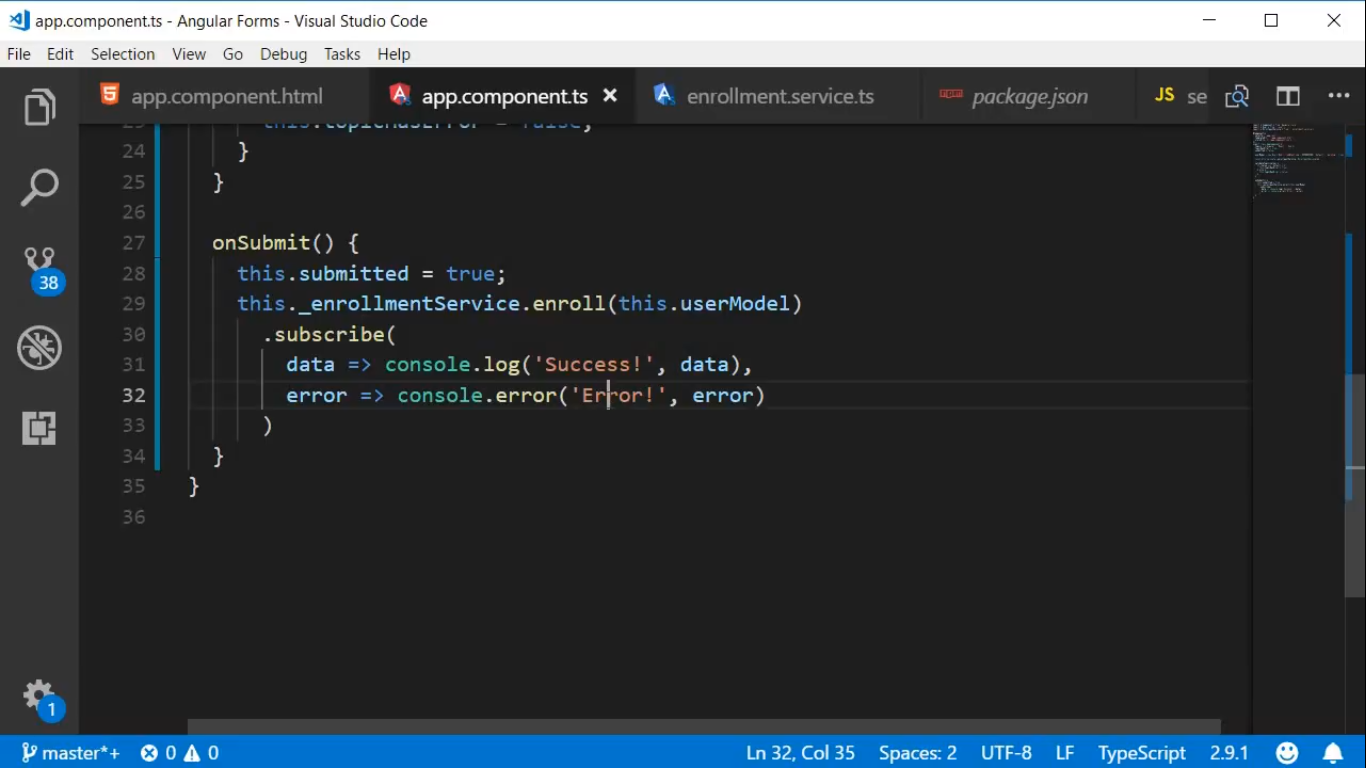 app.component.ts - Angular Forms - Visual Studio Code
File Edit Selection View Go Debug Tasks Help
app.component.html app.component.ts enrollment.service.ts package.json JS se
24 }
25 }
26
27 onSubmit() {
28 this.submitted = true;
29 this._enrollmentService.enroll(this.userModel)
30 .subscribe(
31 data => console.log('Success!', data),
32 error => console.error('Error!', error)
33 )
34 }
35 }
36
38
1
master*+ 0 0 Ln 32, Col 35 Spaces: 2 UTF-8 LF TypeScript 2.9.1